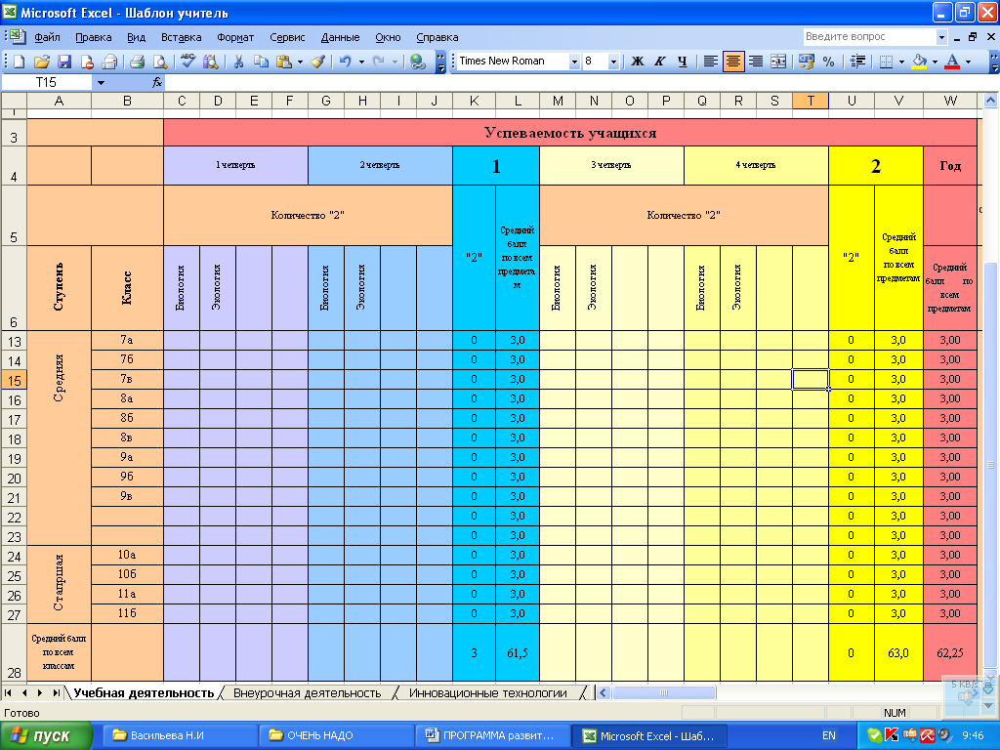 Microsoft Excel - Шаблон учитель
Файл Правка Вид Вставка Формат Сервис Данные Окно Справка Введите вопрос
Times New Roman 8 Ж К Ч %
T15 fx
A B C D E F G H I J K L M N O P Q R S T U V W
3 Успеваемость учащихся
4 1 четверть 2 четверть 1 3 четверть 4 четверть 2 Год
5 Количество "2" "2" Средний балл по всем предметам Количество "2" "2" Средний балл по всем предметам
6 Ступень Класс Биология Экология Биология Экология Биология Экология Биология Экология Средний балл по всем предметам
13 Средняя 7а 0 3,0 0 3,0 3,00
14 7б 0 3,0 0 3,0 3,00
15 7в 0 3,0 0 3,0 3,00
16 8а 0 3,0 0 3,0 3,00
17 8б 0 3,0 0 3,0 3,00
18 8в 0 3,0 0 3,0 3,00
19 9а 0 3,0 0 3,0 3,00
20 9б 0 3,0 0 3,0 3,00
21 9в 0 3,0 0 3,0 3,00
22 0 3,0 0 3,0 3,00
23 0 3,0 0 3,0 3,00
24 Стапршая 10а 0 3,0 0 3,0 3,00
25 10б 0 3,0 0 3,0 3,00
26 11а 0 3,0 0 3,0 3,00
27 11б 0 3,0 0 3,0 3,00
28 Средний балл по всем классам 3 61,5 0 63,0 62,25
Учебная деятельность Внеурочная деятельность Инновационные технологии
5 КБ/s
Готово NUM
пуск Васильева Н.И ОЧЕНЬ НАДО ПРОГРАММА развит... Microsoft Excel - Шаб... EN 9:46